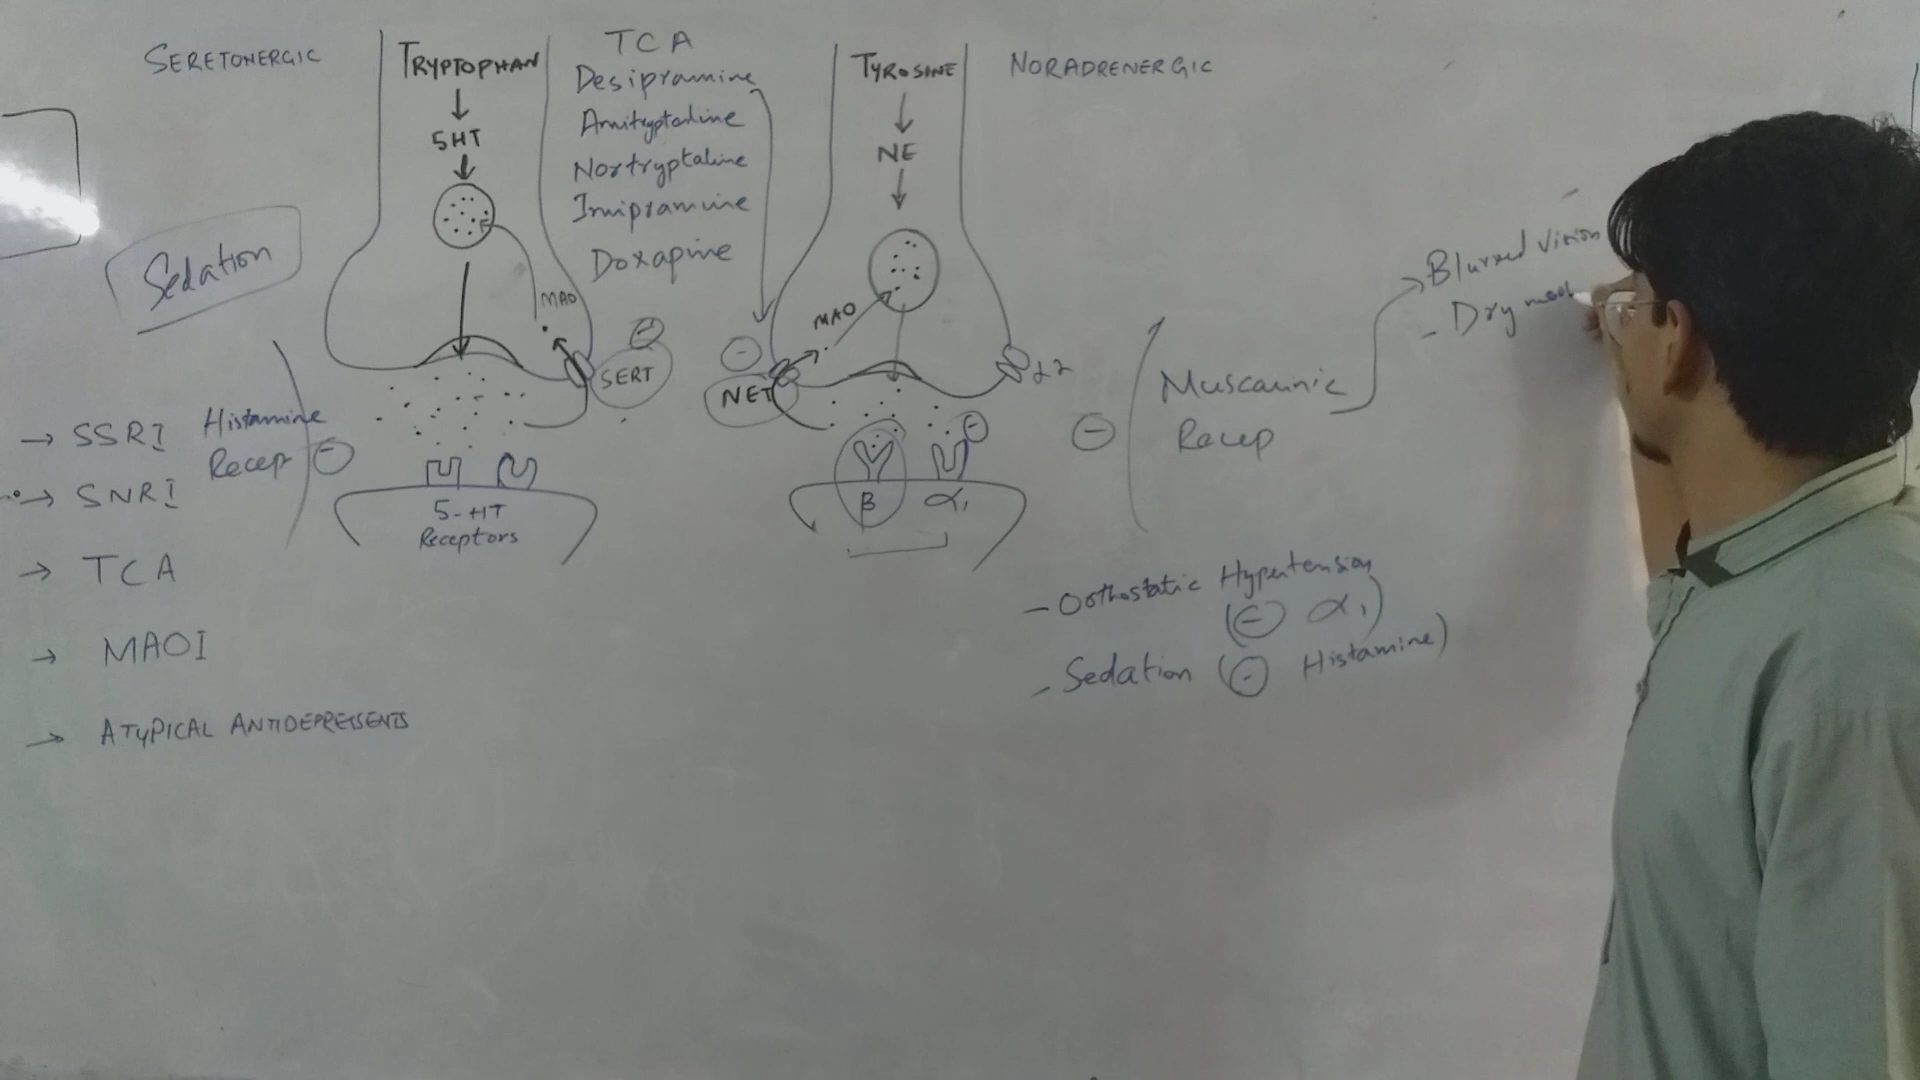 SERETONERGIC
TRYPTOPHAN
5HT
MAO
SERT
5-HT
Receptors
Sedation
Histamine
Recep
→ SSRI
→ SNRI
→ TCA
→ MAOI
→ ATYPICAL ANTIDEPRESSENTS
TCA
Desipramine
Amitryptaline
Nortryptaline
Imipramine
Doxapine
TYROSINE
NE
MAO
NET
α2
β α1
NORADRENERGIC
Muscarinic
Recep
Blurred Vision
- Dry
- Orthostatic Hypertension
(- α1)
- Sedation (- Histamine)